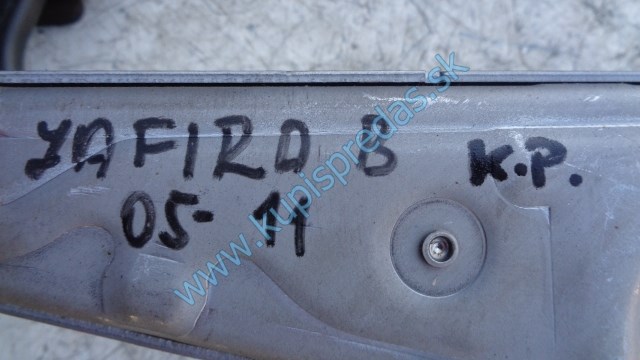 ZAFIRA B K.P.
05-11
www.kupispredas.sk